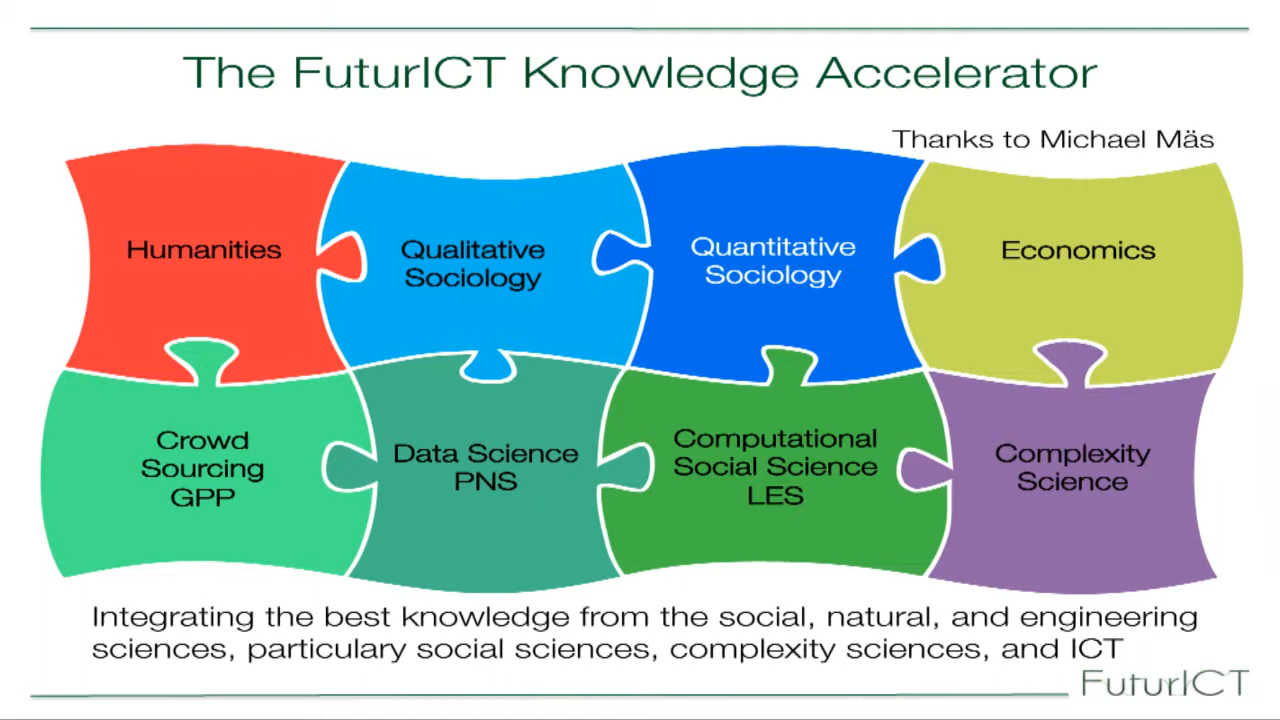 The FuturICT Knowledge Accelerator
Thanks to Michael Mäs
Humanities
Qualitative
Sociology
Quantitative
Sociology
Economics
Crowd
Sourcing
GPP
Data Science
PNS
Computational
Social Science
LES
Complexity
Science
Integrating the best knowledge from the social, natural, and engineering
sciences, particulary social sciences, complexity sciences, and ICT
FuturICT